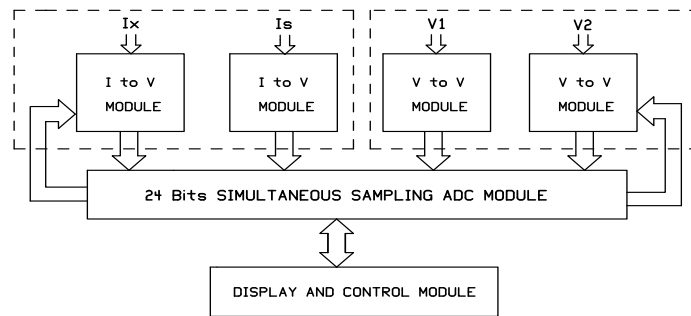 Ix Is V1 V2
I to V I to V V to V V to V
MODULE MODULE MODULE MODULE
24 Bits SIMULTANEOUS SAMPLING ADC MODULE
DISPLAY AND CONTROL MODULE